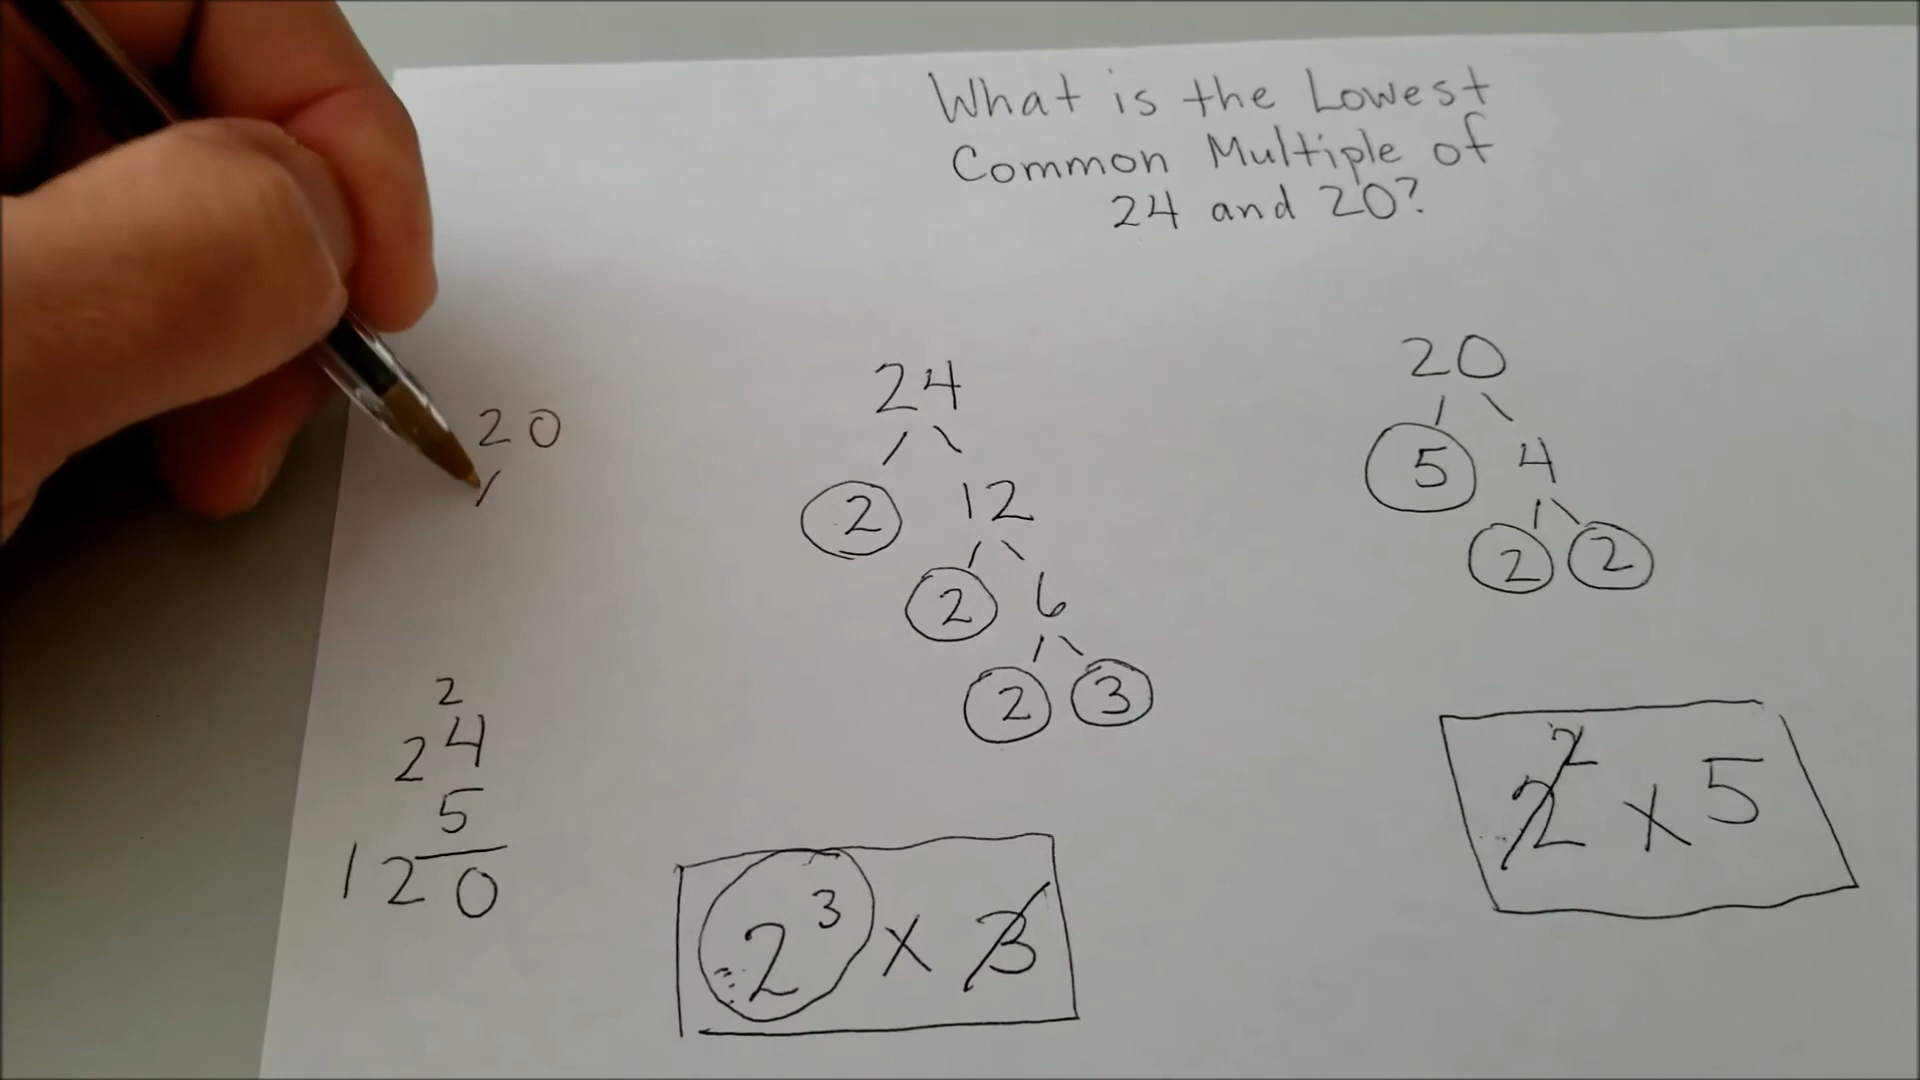 What is the Lowest
Common Multiple of
24 and 20?
20
24
2 12
2 6
2 3
20
5 4
2 2
2
24
5
120
2³ x 3
2² x 5